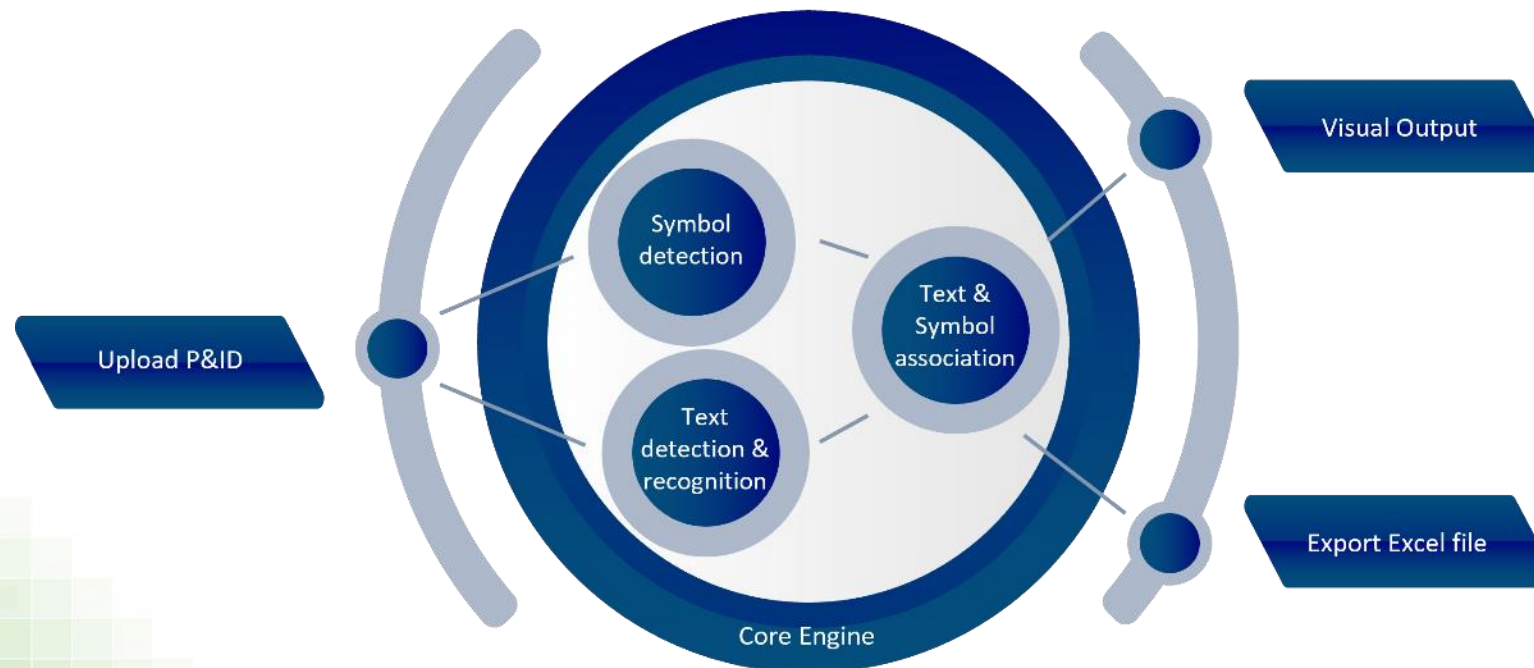 Upload P&ID
Symbol
detection
Text
detection &
recognition
Text &
Symbol
association
Core Engine
Visual Output
Export Excel file